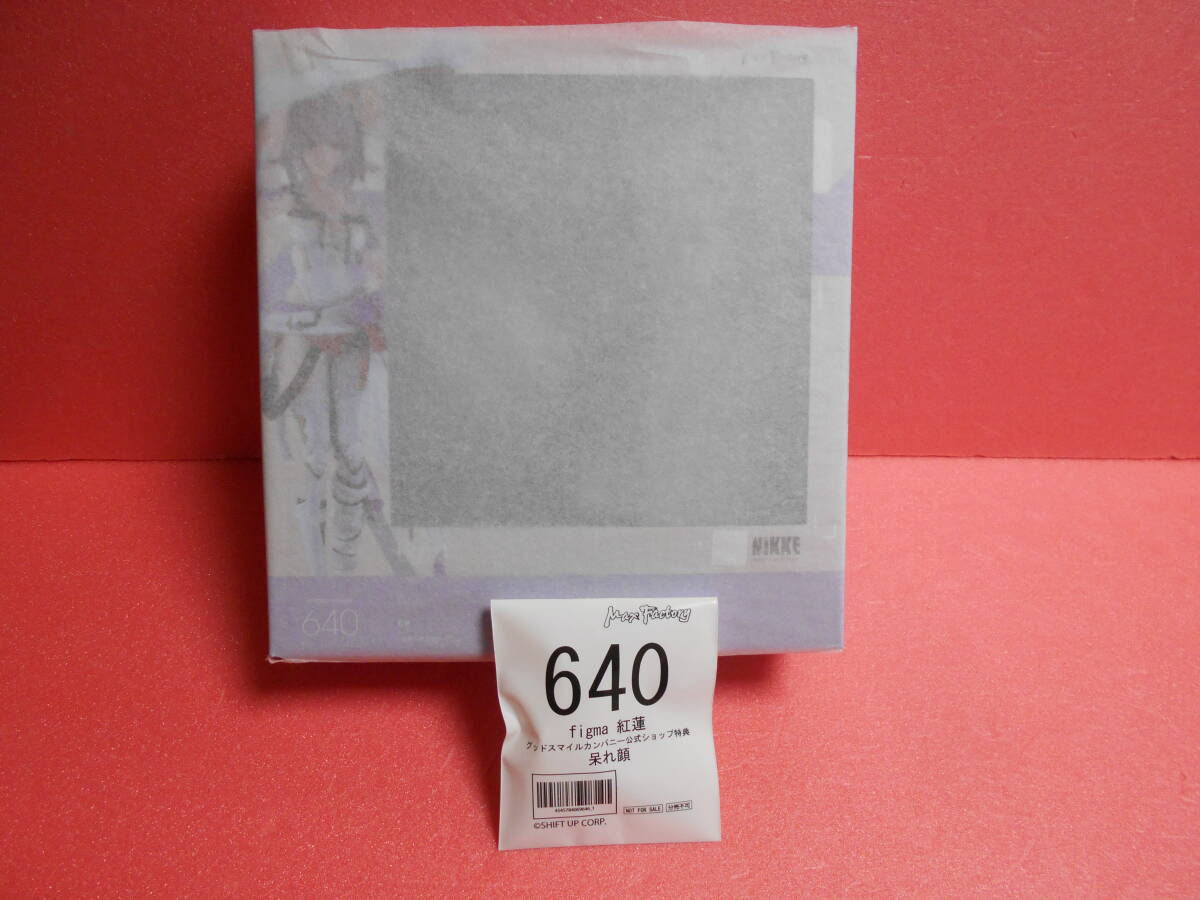 NIKKE
640
Max Factory
640
figma 紅蓮
グッドスマイルカンパニー公式ショップ特典
呆れ顔
NOT FOR SALE
分売不可
©SHIFT UP CORP.